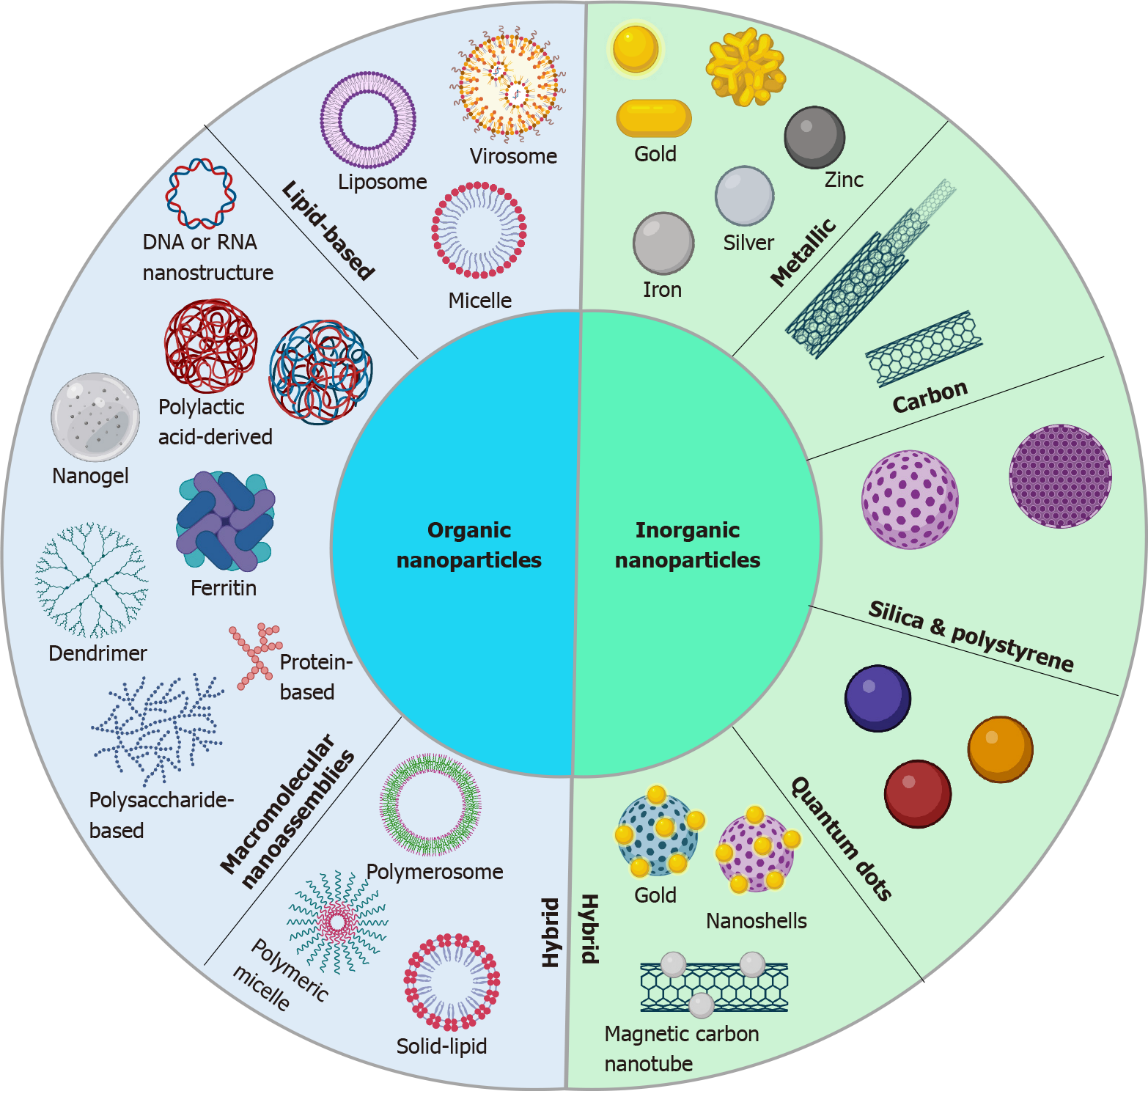 Virosome
Liposome
Micelle
Lipid-based
DNA or RNA
nanostructure
Polylactic
acid-derived
Nanogel
Ferritin
Dendrimer
Protein-
based
Polysaccharide-
based
Macromolecular
nanoassemblies
Polymerosome
Polymeric
micelle
Solid-lipid
Hybrid
Organic
nanoparticles
Inorganic
nanoparticles
Gold
Zinc
Silver
Iron
Metallic
Carbon
Silica & polystyrene
Quantum dots
Gold
Nanoshells
Magnetic carbon
nanotube
Hybrid